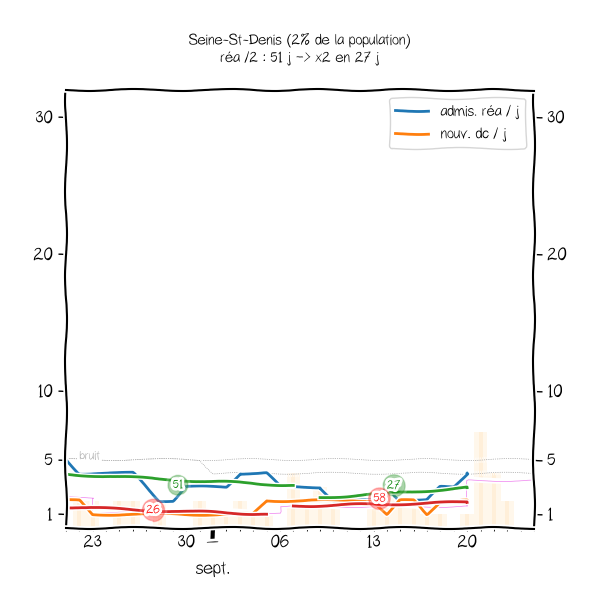 Seine-St-Denis (2% de la population)
réa /2 : 51 j -> x2 en 27 j
admis. réa / j
nouv. dc / j
30 30
20 20
10 10
5 5
1 1
bruit
51
27
26
58
23 30 06 13 20
1
sept.